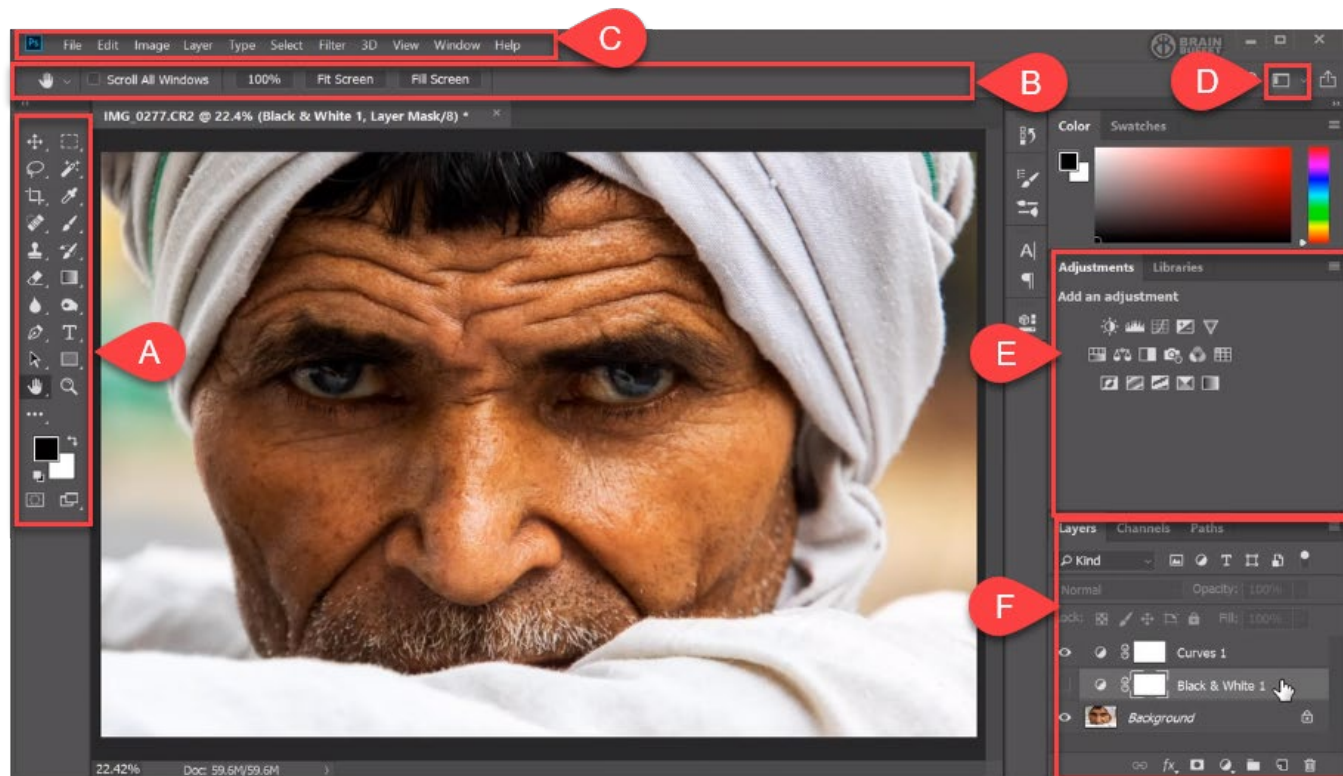 C
Ps File Edit Image Layer Type Select Filter 3D View Window Help
BRAIN BUFFET
B
Scroll All Windows 100% Fit Screen Fill Screen
D
IMG_0277.CR2 @ 22.4% (Black & White 1, Layer Mask/8) * ×
Color Swatches
A
Adjustments Libraries
Add an adjustment
E
Layers Channels Paths
Kind
Normal Opacity: 100%
F
Lock: Fill: 100%
Curves 1
Black & White 1
Background
fx
22.42% Doc: 59.6M/59.6M